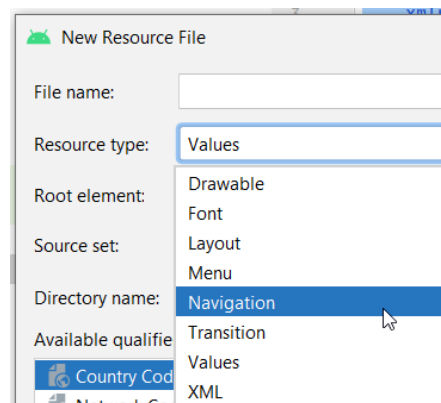 New Resource File
File name:
Resource type:
Values
Root element:
Drawable
Font
Source set:
Layout
Menu
Directory name:
Navigation
Available qualifie
Transition
Values
Country Cod
XML